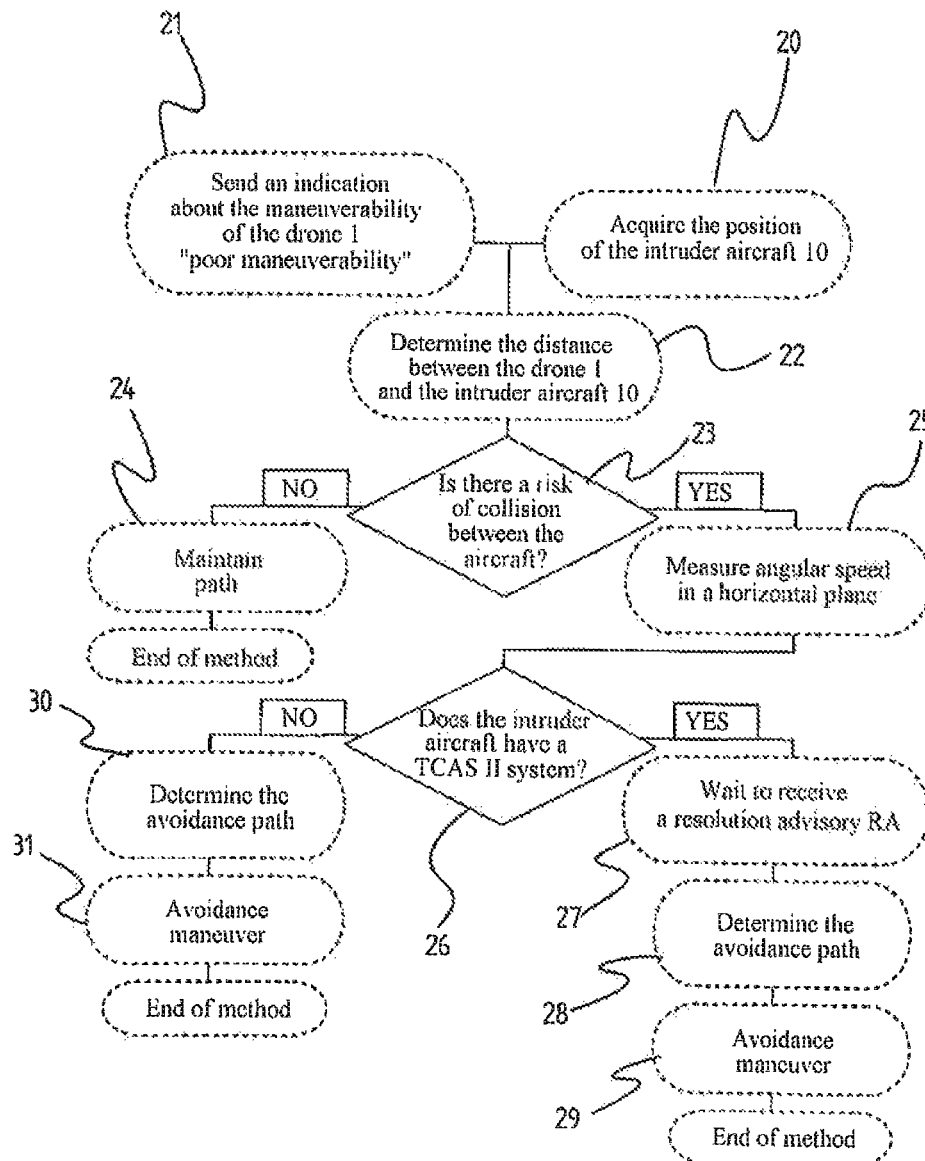 21
20
Send an indication
about the maneuverability
of the drone 1
"poor maneuverability"
Acquire the position
of the intruder aircraft 10
Determine the distance
between the drone 1
and the intruder aircraft 10
22
24
23
25
NO
Is there a risk
of collision
between the
aircraft?
YES
Maintain
path
Measure angular speed
in a horizontal plane
End of method
30
NO
Does the intruder
aircraft have a
TCAS II system?
YES
Determine the
avoidance path
Wait to receive
a resolution advisory RA
31
26
27
Avoidance
maneuver
Determine the
avoidance path
End of method
28
Avoidance
maneuver
29
End of method